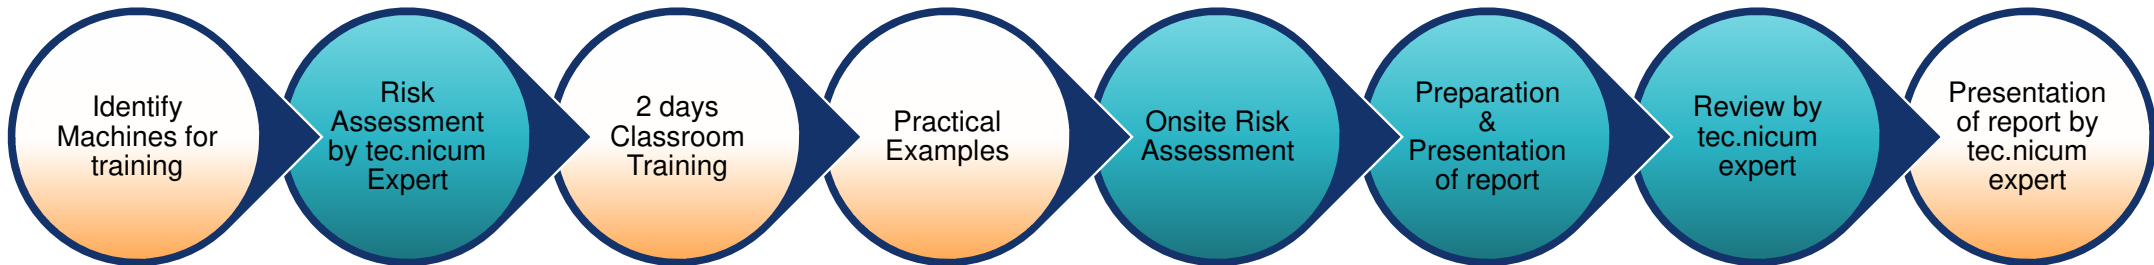 Identify
Machines for
training
Risk
Assessment
by tec.nicum
Expert
2 days
Classroom
Training
Practical
Examples
Onsite Risk
Assessment
Preparation
&
Presentation
of report
Review by
tec.nicum
expert
Presentation
of report by
tec.nicum
expert